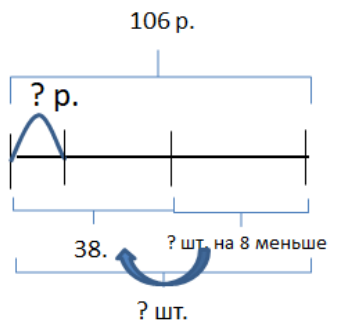 106 р.
? р.
38.
? шт. на 8 меньше
? шт.